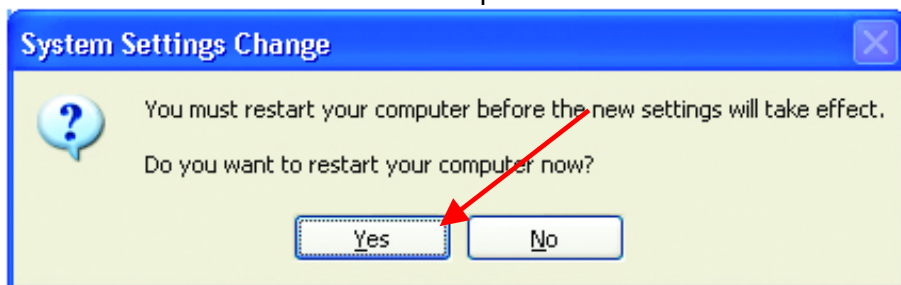 System Settings Change
You must restart your computer before the new settings will take effect.
Do you want to restart your computer now?
Yes
No